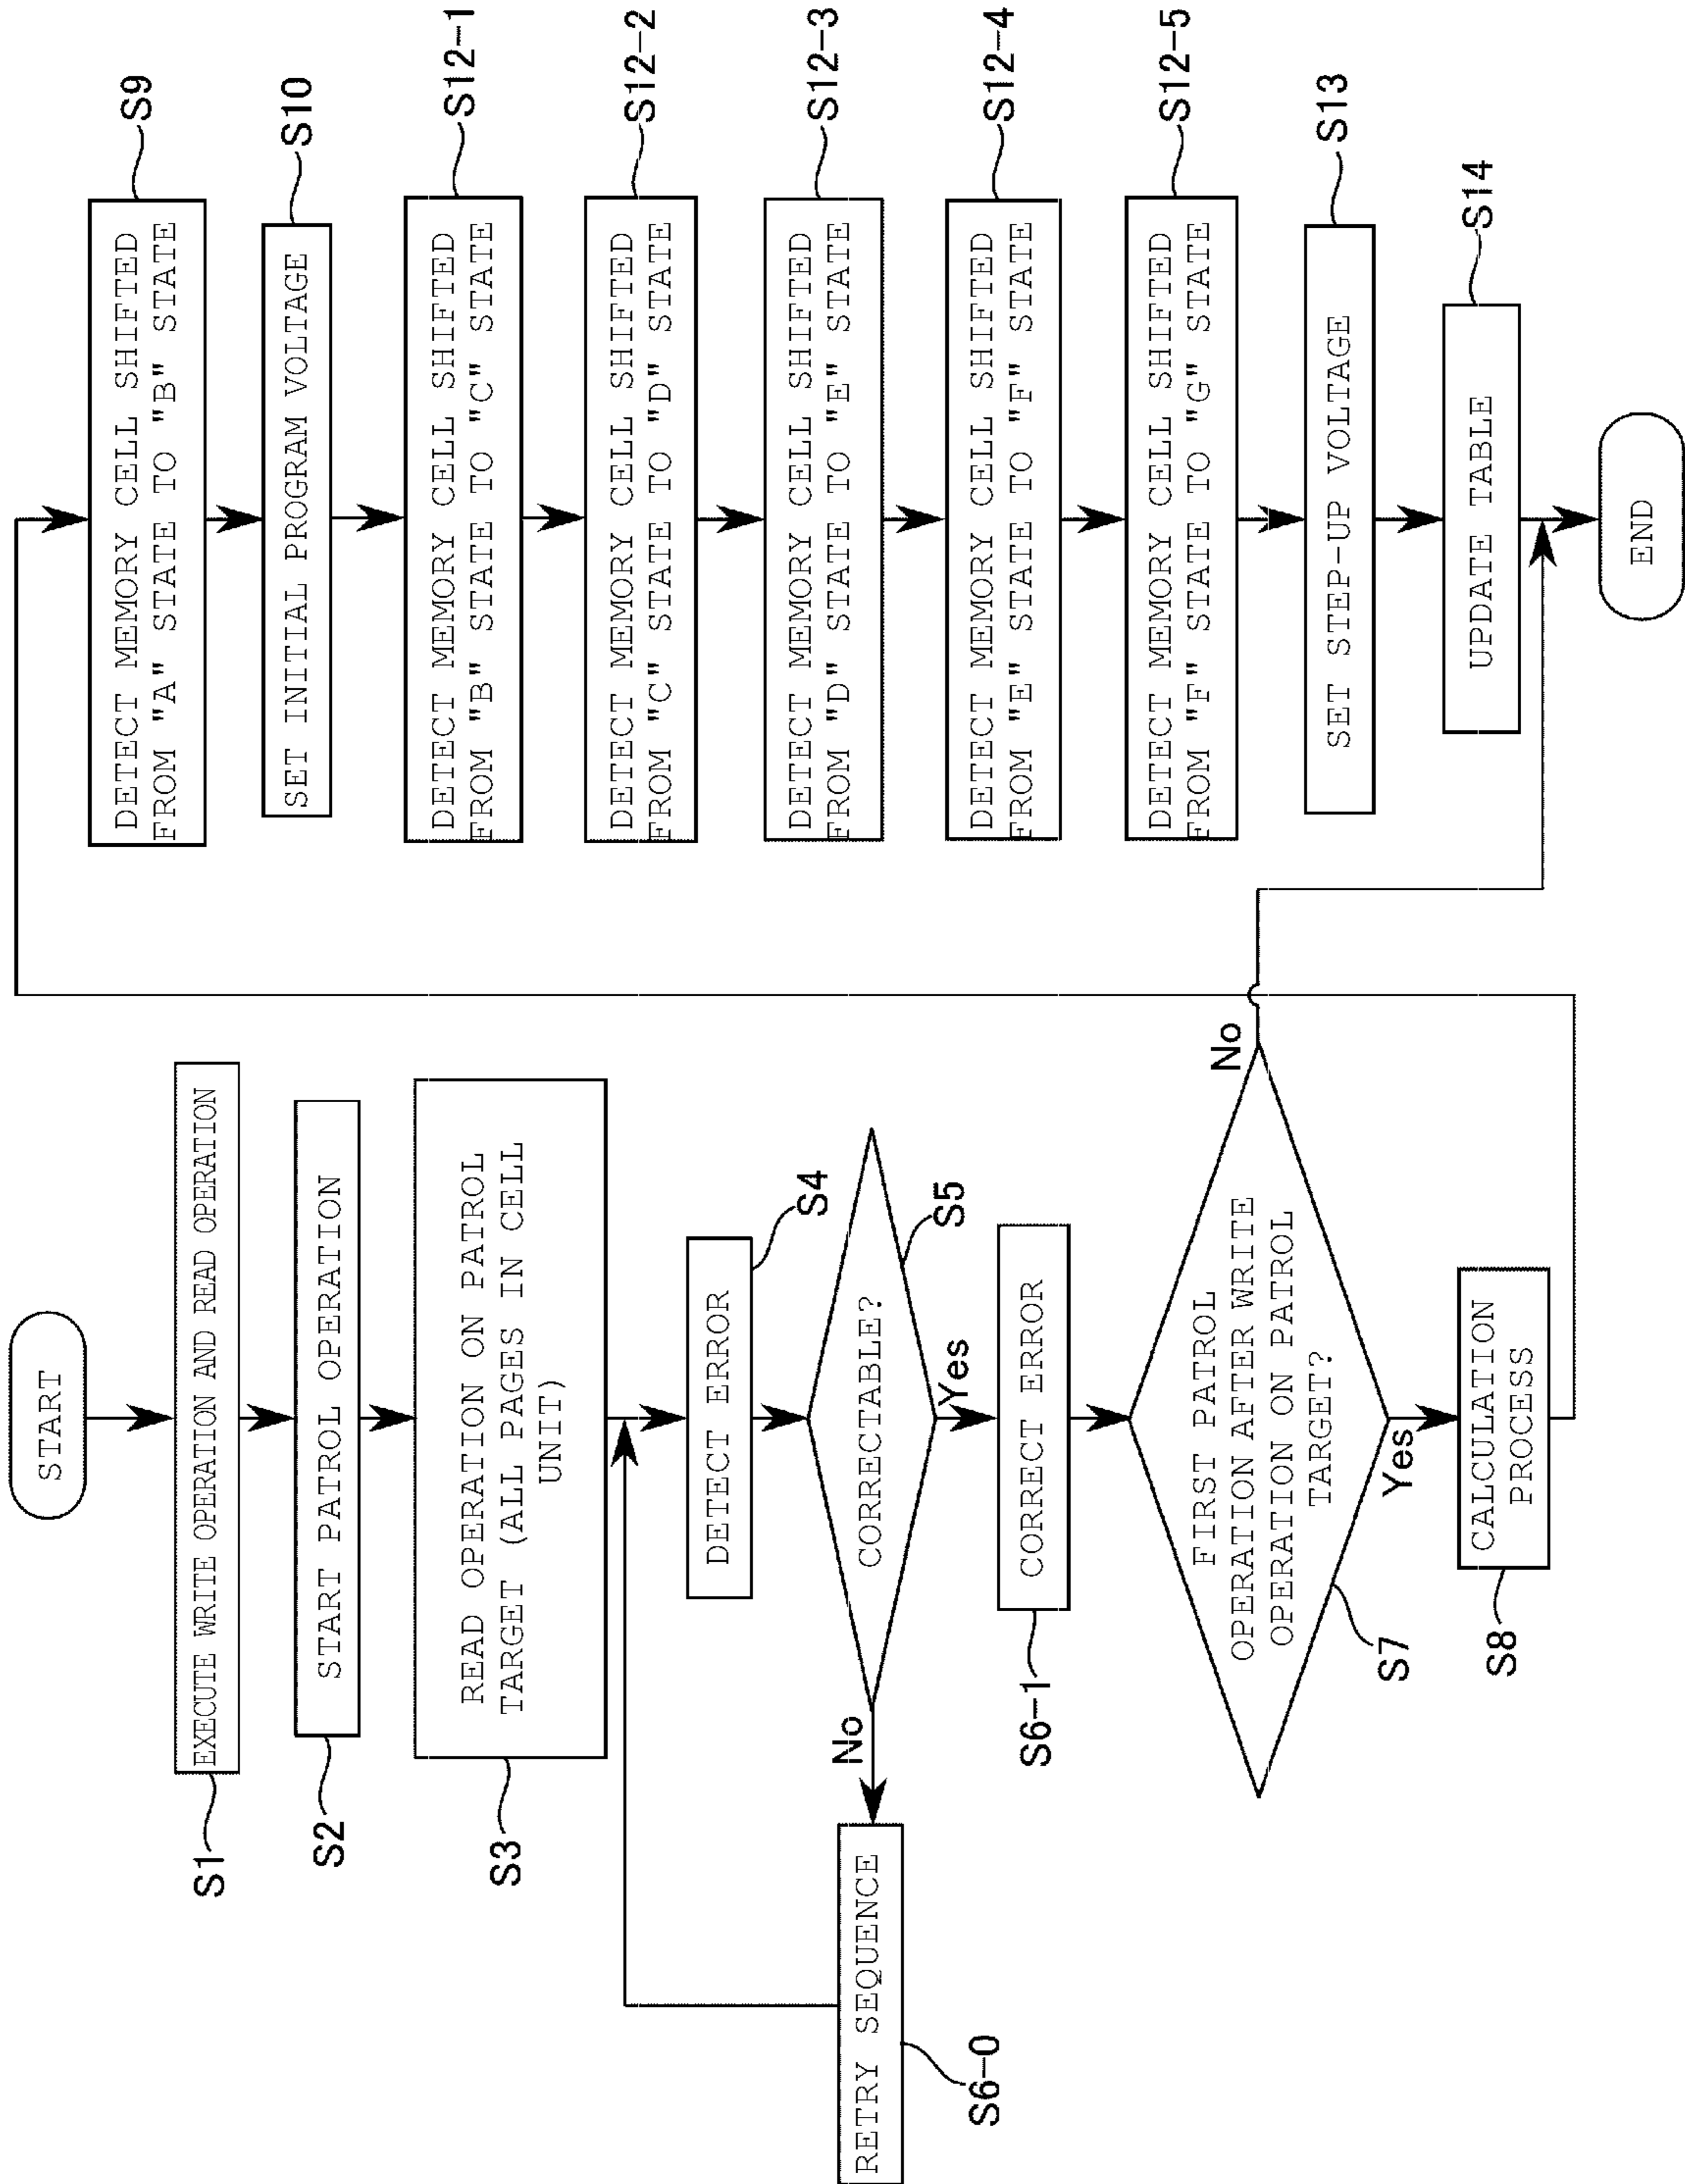 START
EXECUTE WRITE OPERATION AND READ OPERATION
S1
START PATROL OPERATION
S2
READ OPERATION ON PATROL
TARGET (ALL PAGES IN CELL
UNIT)
S3
DETECT ERROR
S4
CORRECTABLE?
S5
No
Yes
RETRY SEQUENCE
S6-0
CORRECT ERROR
S6-1
FIRST PATROL
OPERATION AFTER WRITE
OPERATION ON PATROL
TARGET?
S7
No
Yes
CALCULATION
PROCESS
S8
DETECT MEMORY CELL SHIFTED
FROM "A" STATE TO "B" STATE
S9
SET INITIAL PROGRAM VOLTAGE
S10
DETECT MEMORY CELL SHIFTED
FROM "B" STATE TO "C" STATE
S12-1
DETECT MEMORY CELL SHIFTED
FROM "C" STATE TO "D" STATE
S12-2
DETECT MEMORY CELL SHIFTED
FROM "D" STATE TO "E" STATE
S12-3
DETECT MEMORY CELL SHIFTED
FROM "E" STATE TO "F" STATE
S12-4
DETECT MEMORY CELL SHIFTED
FROM "F" STATE TO "G" STATE
S12-5
SET STEP-UP VOLTAGE
S13
UPDATE TABLE
S14
END